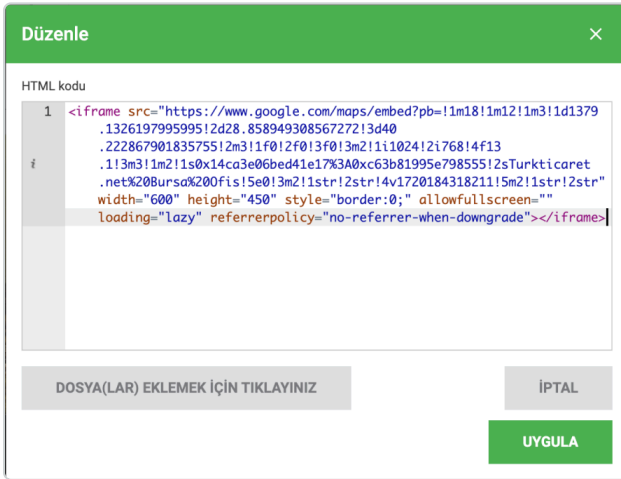 Düzenle
×
HTML kodu
1 <iframe src="https://www.google.com/maps/embed?pb=!1m18!1m12!1m3!1d1379
.1326197995995!2d28.858949308567272!3d40
.222867901835755!2m3!1f0!2f0!3f0!3m2!1i1024!2i768!4f13
i .1!3m3!1m2!1s0x14ca3e06bed41e17%3A0xc63b81995e798555!2sTurkticaret
.net%20Bursa%20Ofis!5e0!3m2!1str!2str!4v1720184318211!5m2!1str!2str"
width="600" height="450" style="border:0;" allowfullscreen=""
loading="lazy" referrerpolicy="no-referrer-when-downgrade"></iframe>
DOSYA(LAR) EKLEMEK İÇİN TIKLAYINIZ
İPTAL
UYGULA